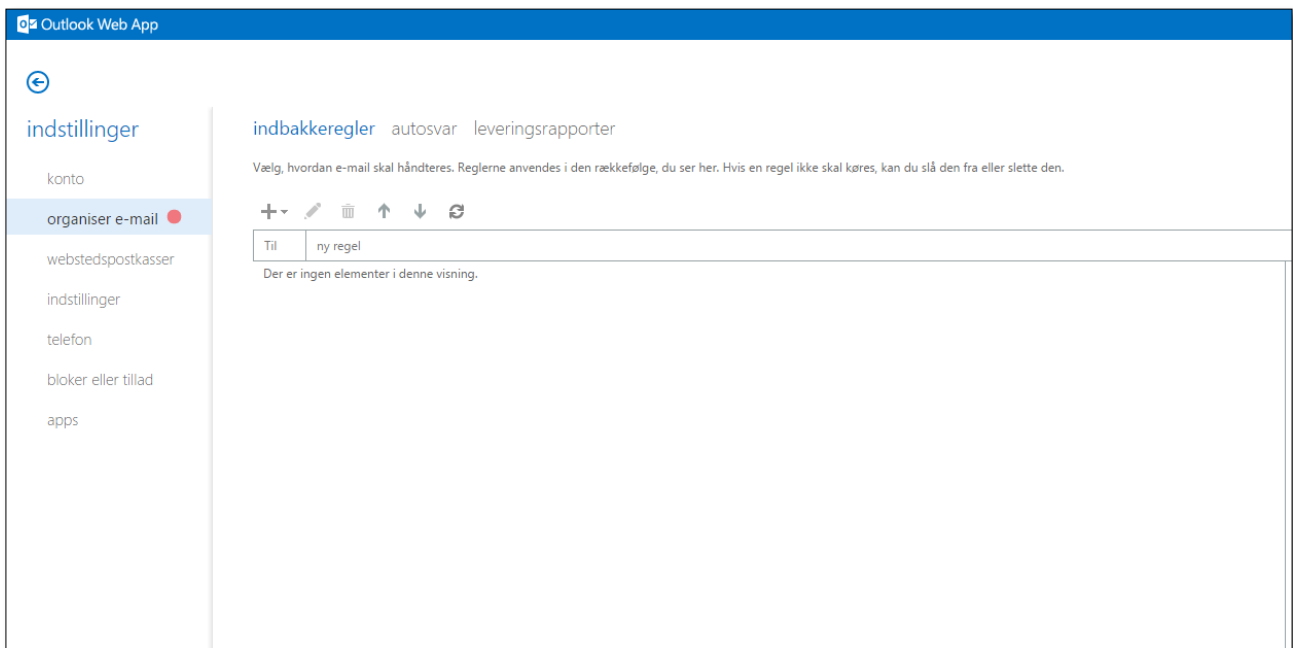 Outlook Web App
indstillinger
konto
organiser e-mail
webstedspostkasser
indstillinger
telefon
bloker eller tillad
apps
indbakkeregler autosvar leveringsrapporter
Vælg, hvordan e-mail skal håndteres. Reglerne anvendes i den rækkefølge, du ser her. Hvis en regel ikke skal køres, kan du slå den fra eller slette den.
Til ny regel
Der er ingen elementer i denne visning.